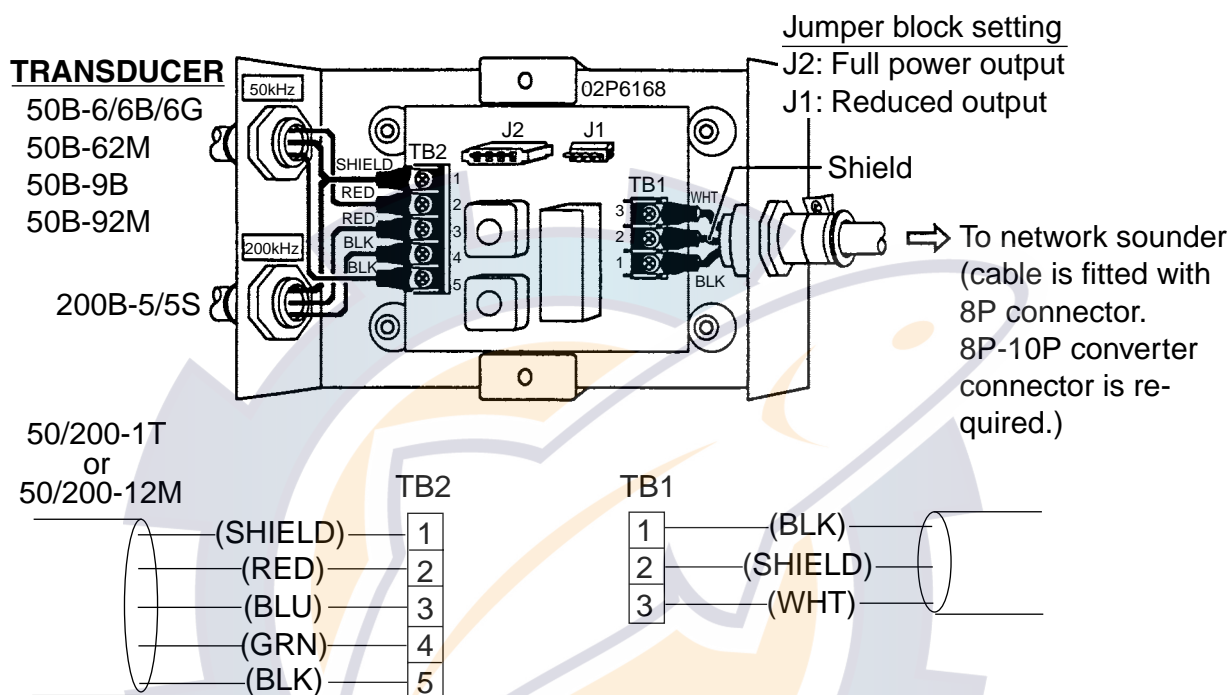 Jumper block setting
J2: Full power output
J1: Reduced output
TRANSDUCER
50B-6/6B/6G
50B-62M
50B-9B
50B-92M
200B-5/5S
50kHz
200kHz
02P6168
J2
J1
TB2
SHIELD
1
RED
2
RED
3
BLK
4
BLK
5
TB1
3
WHT
2
1
BLK
Shield
To network sounder
(cable is fitted with
8P connector.
8P-10P converter
connector is re-
quired.)
50/200-1T
or
50/200-12M
TB2
(SHIELD) 1
(RED) 2
(BLU) 3
(GRN) 4
(BLK) 5
TB1
1 (BLK)
2 (SHIELD)
3 (WHT)